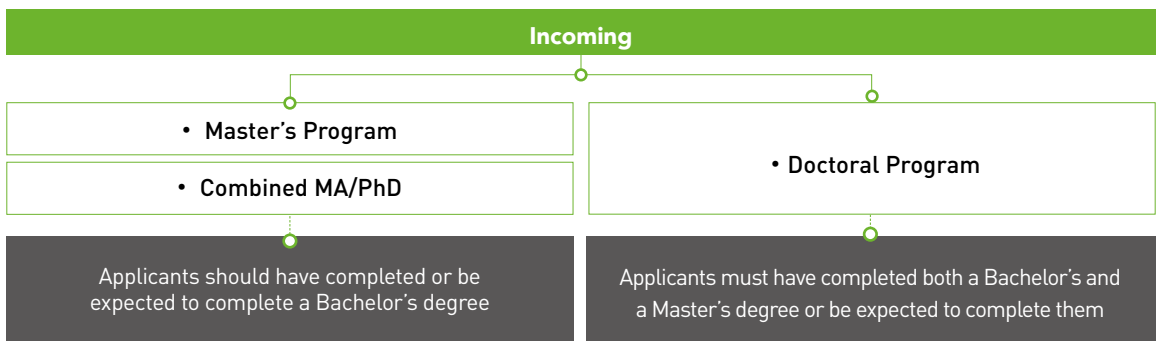 Incoming
• Master's Program
• Combined MA/PhD
Applicants should have completed or be
expected to complete a Bachelor's degree
• Doctoral Program
Applicants must have completed both a Bachelor's and
a Master's degree or be expected to complete them